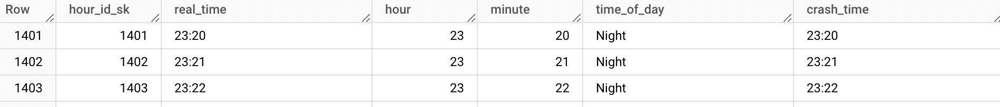 Row hour_id_sk real_time hour minute time_of_day crash_time
1401 1401 23:20 23 20 Night 23:20
1402 1402 23:21 23 21 Night 23:21
1403 1403 23:22 23 22 Night 23:22